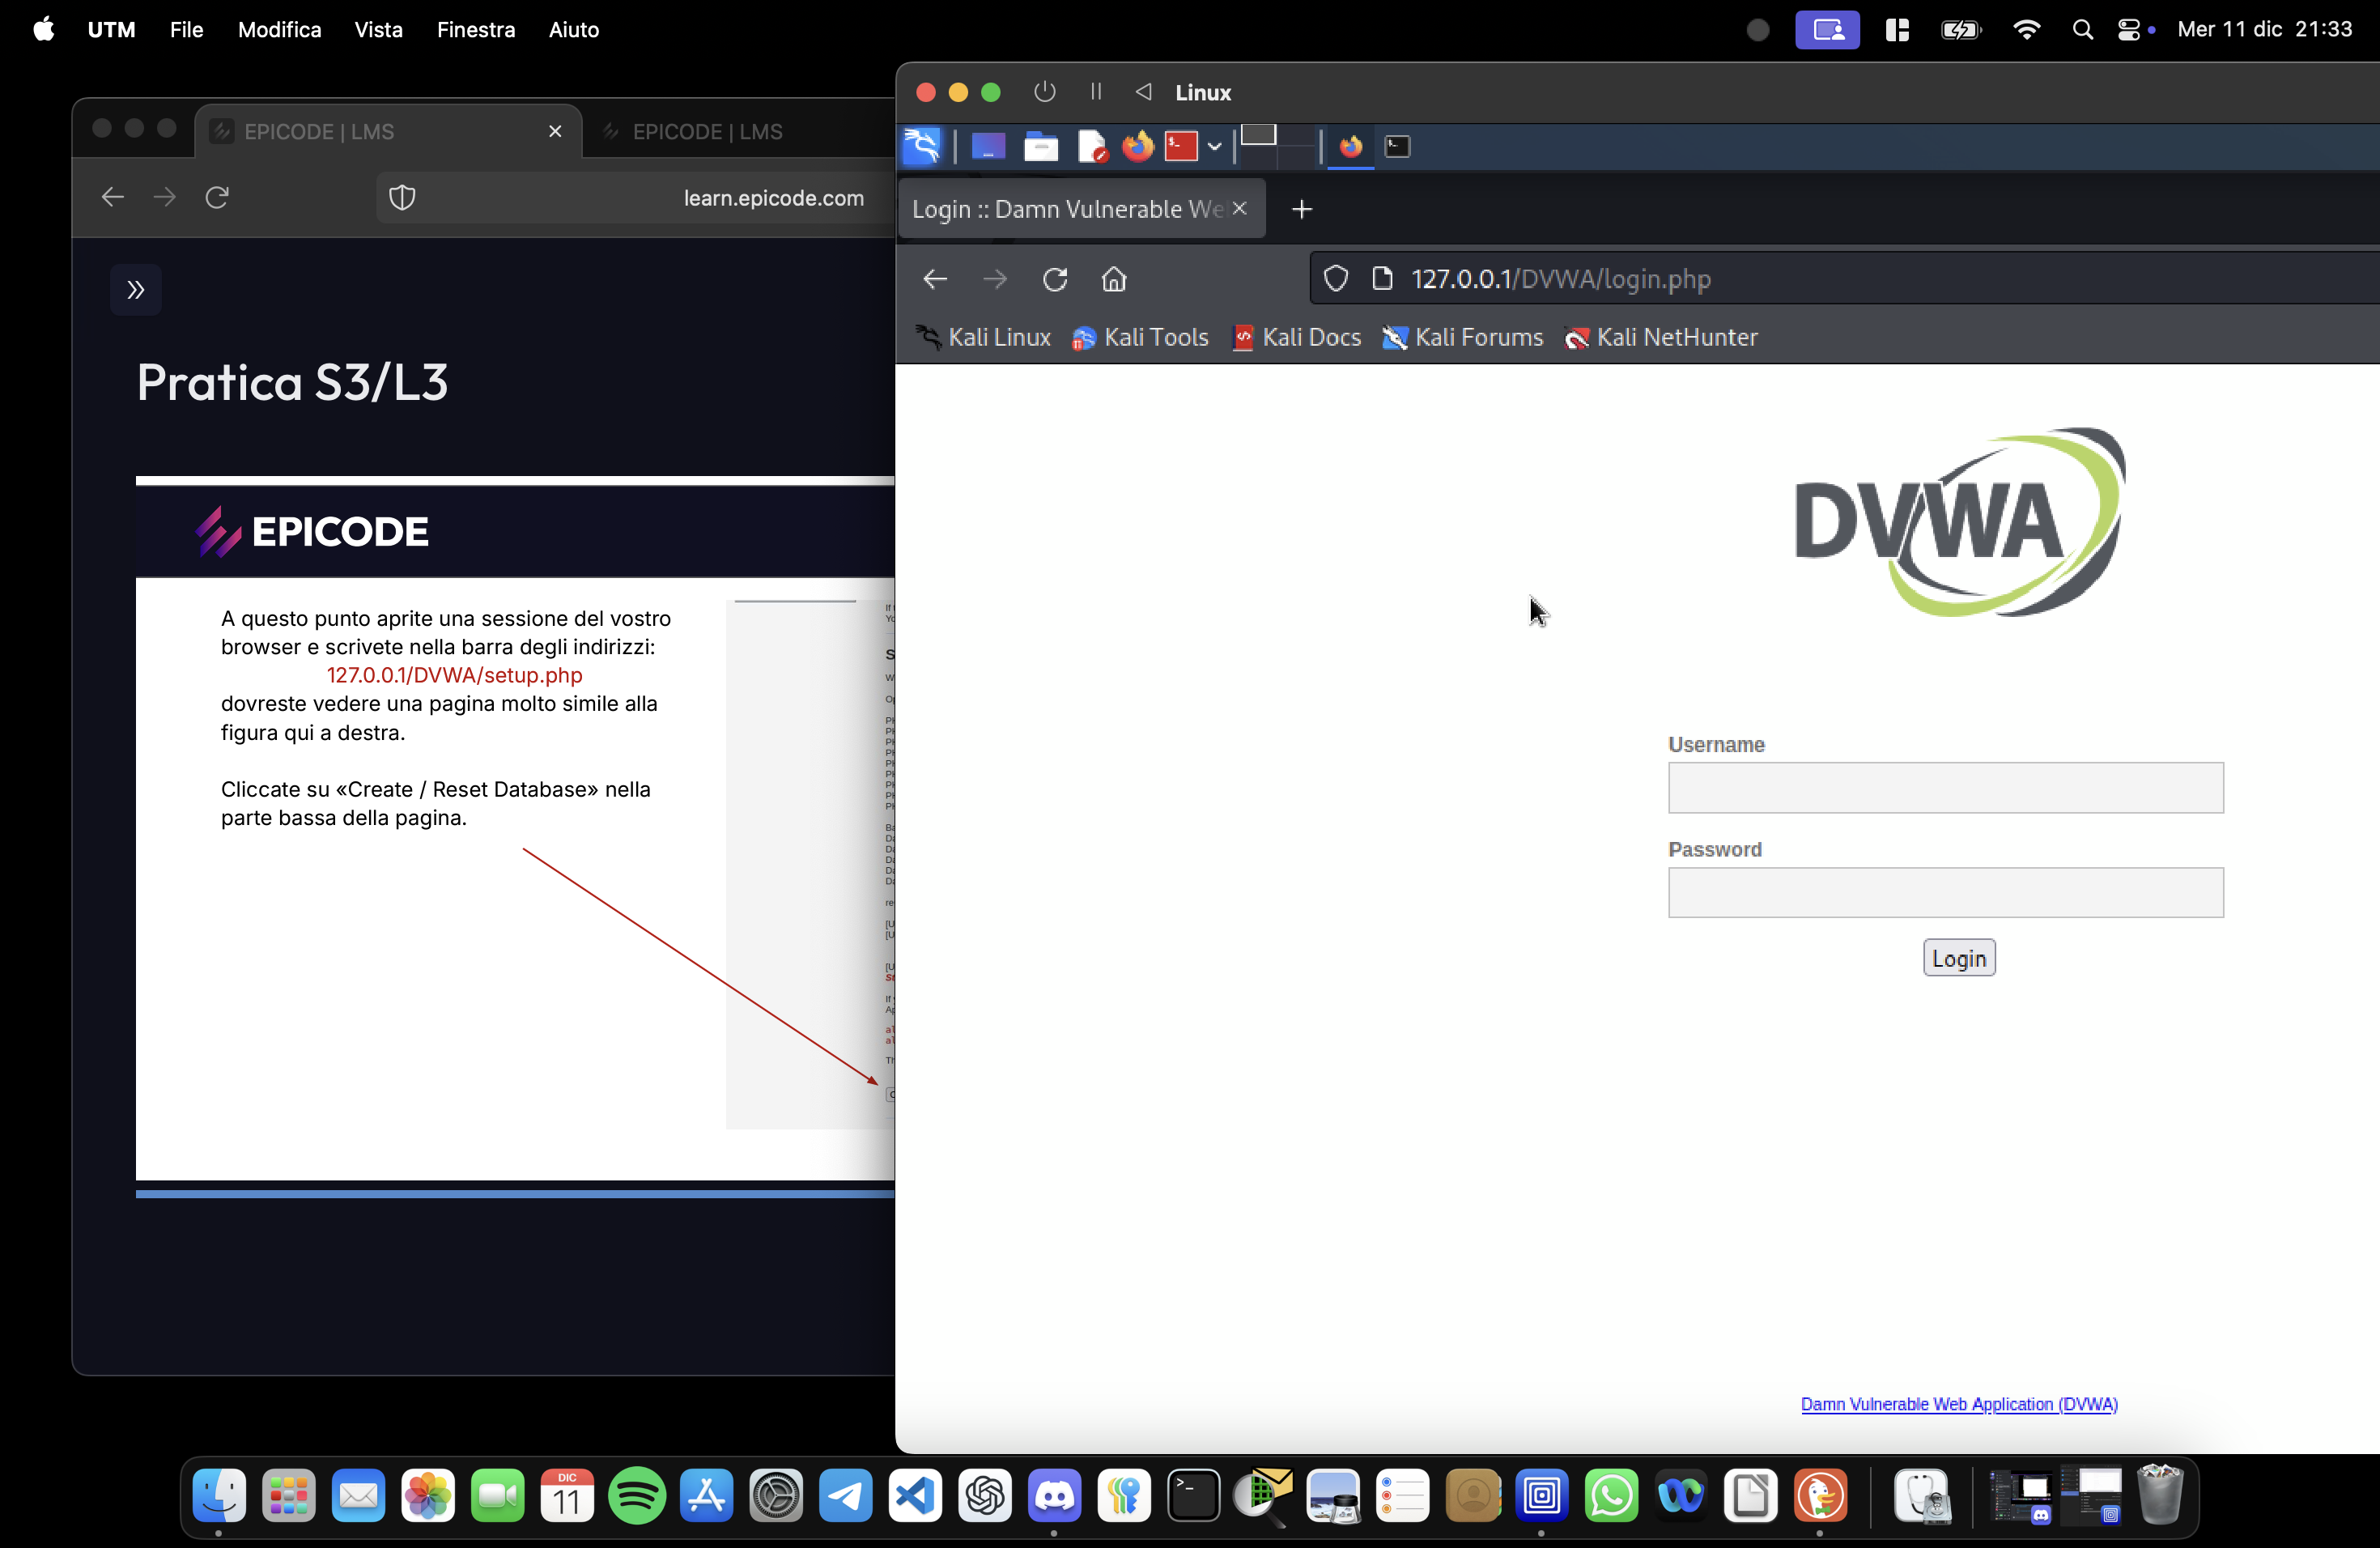 UTM File Modifica Vista Finestra Aiuto
Mer 11 dic 21:33
EPICODE | LMS
EPICODE | LMS
learn.epicode.com
Pratica S3/L3
EPICODE
A questo punto aprite una sessione del vostro
browser e scrivete nella barra degli indirizzi:
127.0.0.1/DVWA/setup.php
dovreste vedere una pagina molto simile alla
figura qui a destra.
Cliccate su «Create / Reset Database» nella
parte bassa della pagina.
Linux
Login :: Damn Vulnerable We
127.0.0.1/DVWA/login.php
Kali Linux Kali Tools Kali Docs Kali Forums Kali NetHunter
DVWA
Username
Password
Login
Damn Vulnerable Web Application (DVWA)
DIC
11